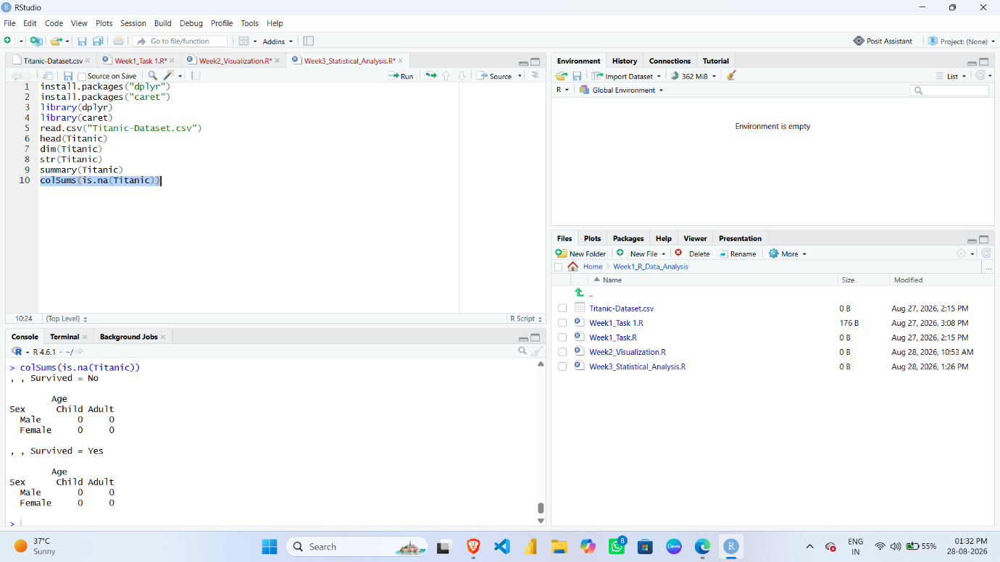 RStudio
File Edit Code View Plots Session Build Debug Profile Tools Help
Go to file/function Addins Posit Assistant Project: (None)
Titanic-Dataset.csv Week1_Task 1.R* Week2_Visualization.R* Week3_Statistical_Analysis.R*
Source on Save Run Source
1 install.packages("dplyr")
2 install.packages("caret")
3 library(dplyr)
4 library(caret)
5 read.csv("Titanic-Dataset.csv")
6 head(Titanic)
7 dim(Titanic)
8 str(Titanic)
9 summary(Titanic)
10 colSums(is.na(Titanic))
10:24 (Top Level) R Script
Console Terminal Background Jobs
R 4.6.1 · ~/
> colSums(is.na(Titanic))
, , Survived = No
Age
Sex Child Adult
Male 0 0
Female 0 0
, , Survived = Yes
Age
Sex Child Adult
Male 0 0
Female 0 0
>
Environment History Connections Tutorial
Import Dataset 362 MiB List
R Global Environment
Environment is empty
Files Plots Packages Help Viewer Presentation
New Folder New File Delete Rename More
Home Week1_R_Data_Analysis ...
Name Size Modified
..
Titanic-Dataset.csv 0 B Aug 27, 2026, 2:15 PM
Week1_Task 1.R 176 B Aug 27, 2026, 3:08 PM
Week1_Task.R 0 B Aug 27, 2026, 2:15 PM
Week2_Visualization.R 0 B Aug 28, 2026, 10:53 AM
Week3_Statistical_Analysis.R 0 B Aug 28, 2026, 1:26 PM
37°C
Sunny
Search
8
Canva
ENG
IN
55%
01:32 PM
28-08-2026